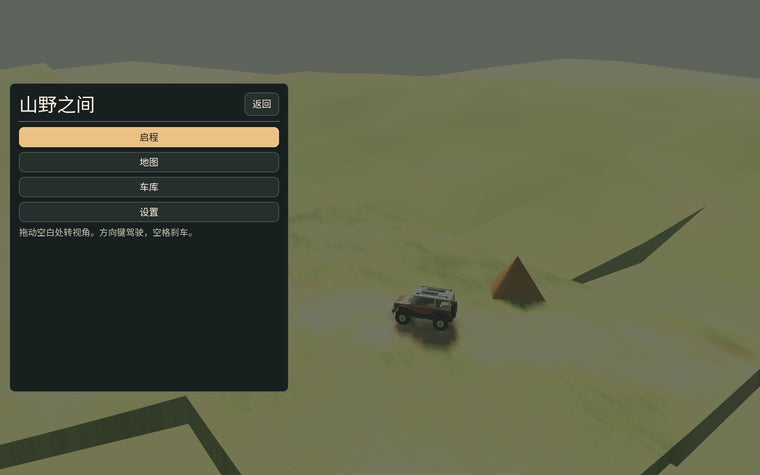 山野之间
返回
启程
地图
车库
设置
拖动空白处转视角。方向键驾驶，空格刹车。